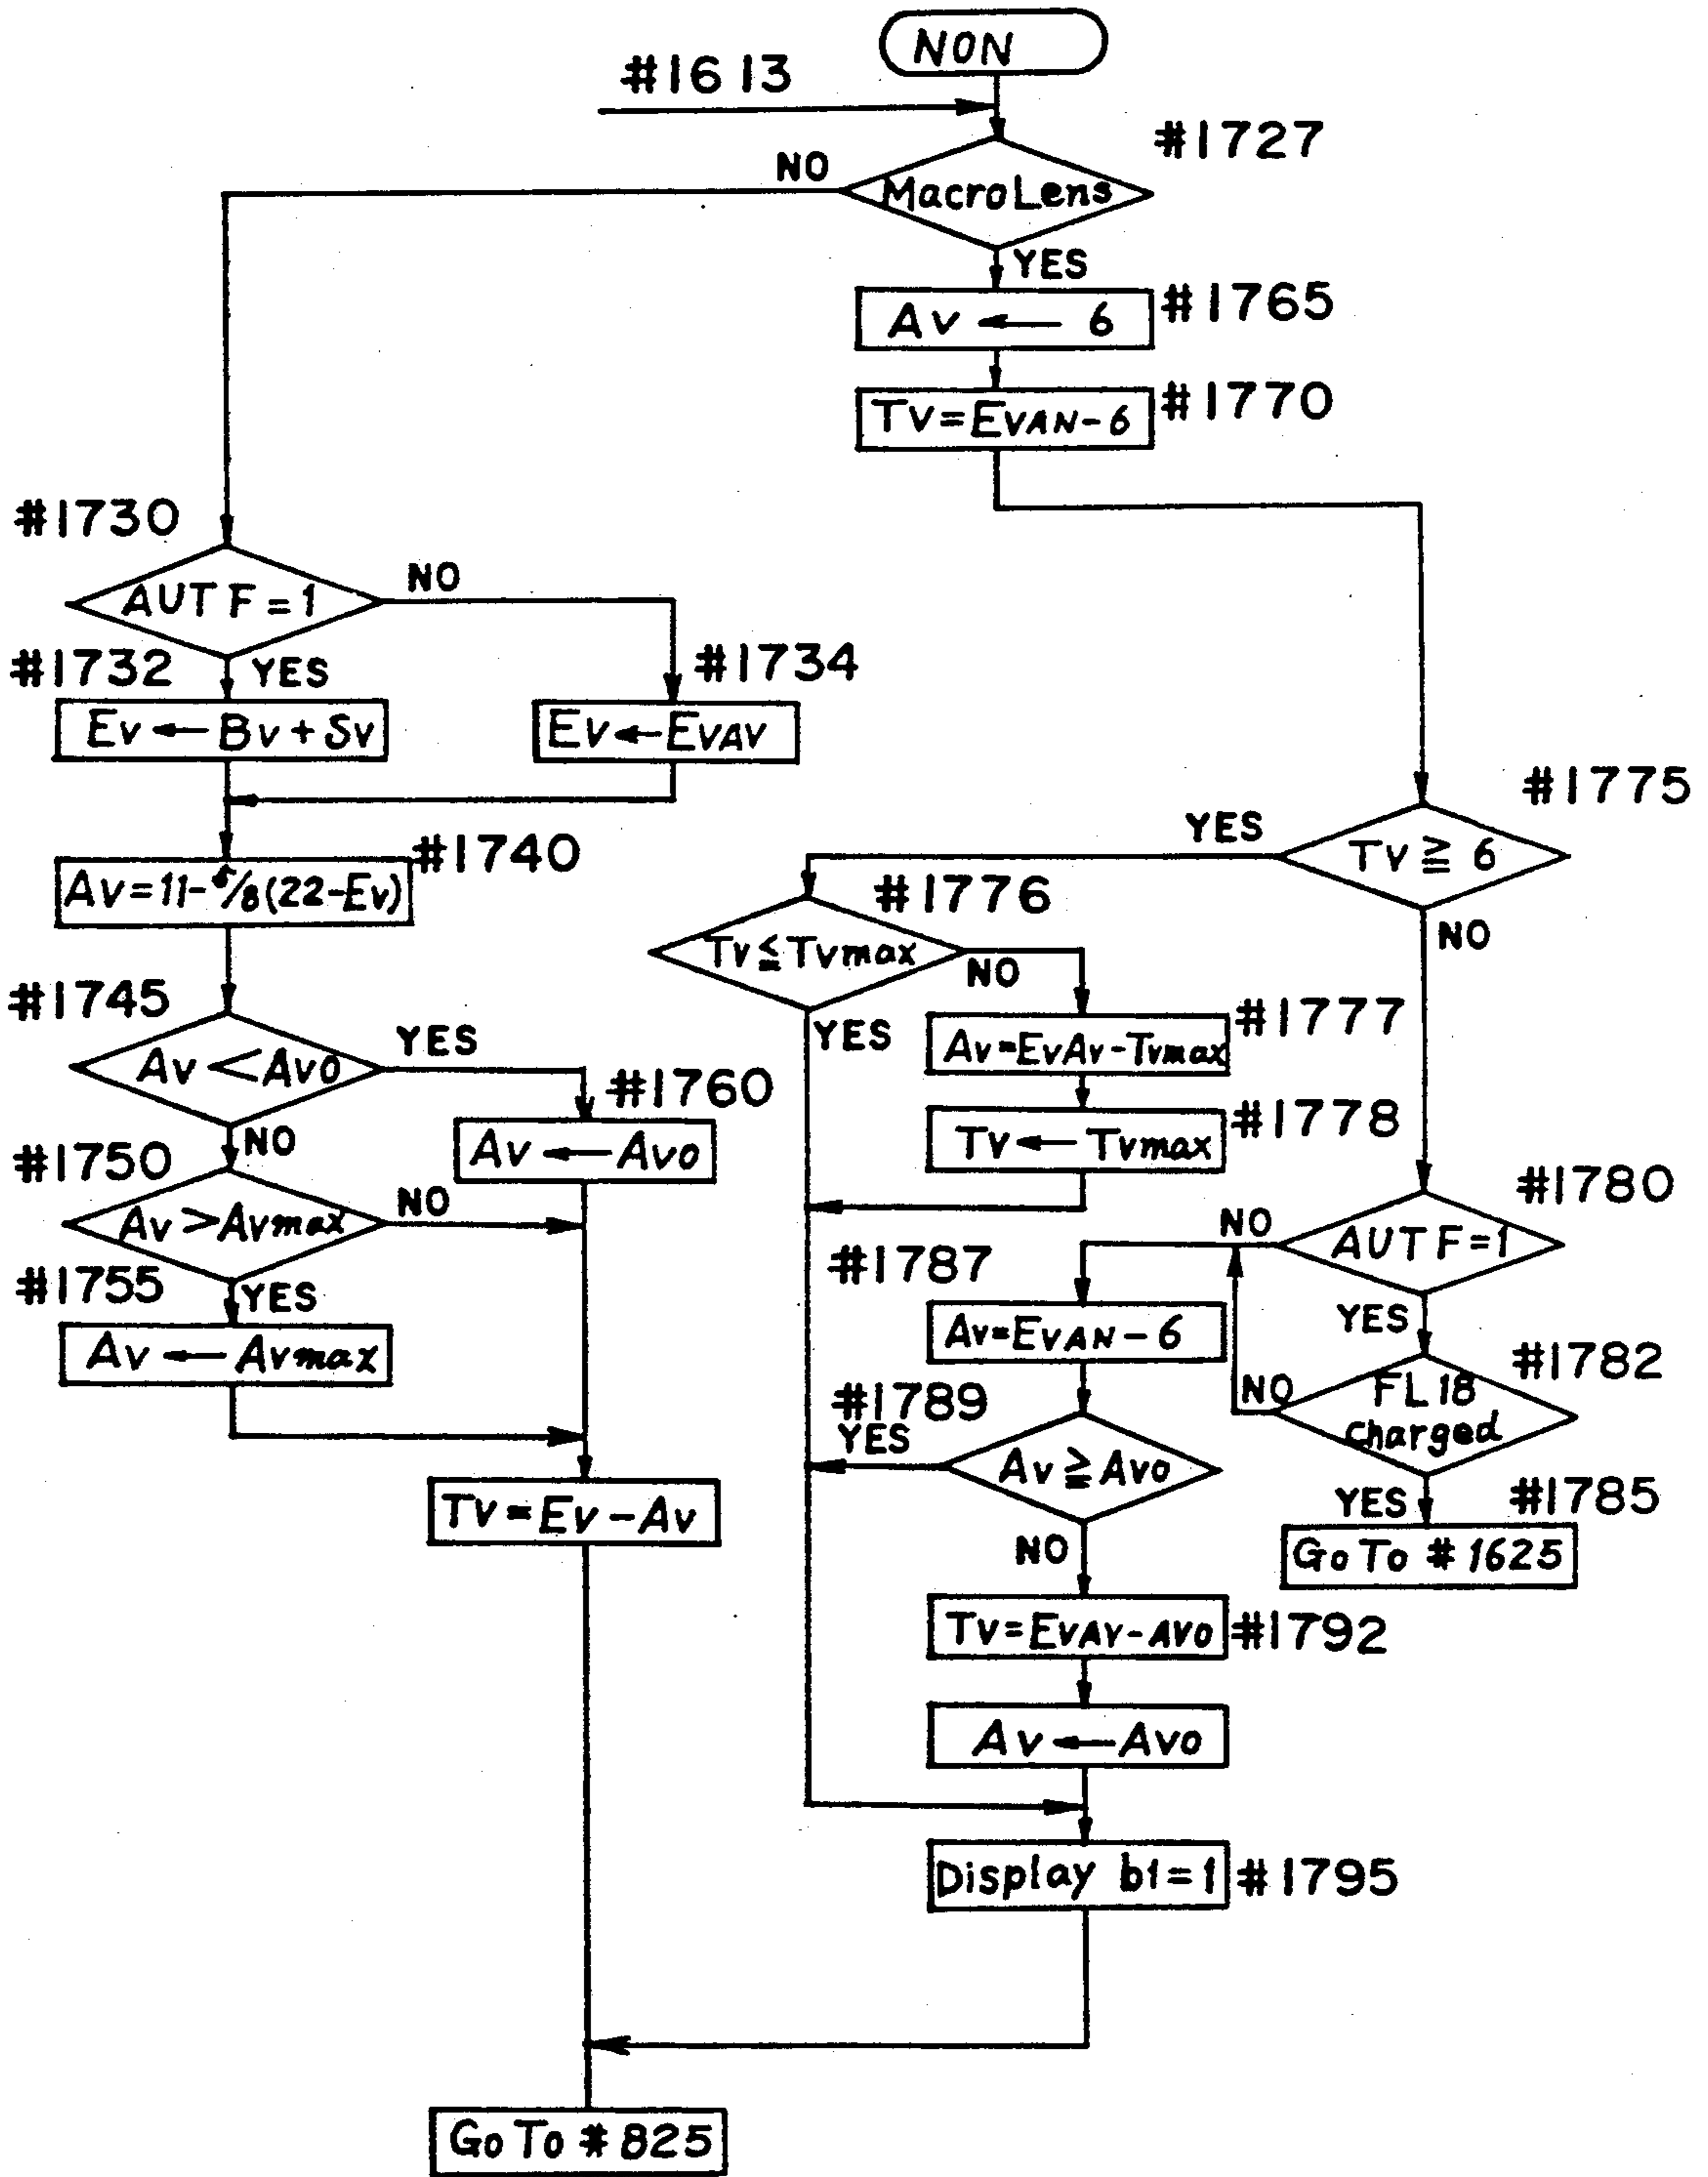 NON
#1613
#1727
NO
MacroLens
YES
Av ← 6
#1765
Tv=EVAN-6
#1770
#1730
AUTF=1
NO
#1732
YES
#1734
Ev ← Bv+Sv
Ev ← EVAV
#1740
Av=11-5/8(22-Ev)
#1745
Av<Avo
YES
#1760
NO
Av ← Avo
#1750
Av>Avmax
NO
#1755
YES
Av ← Avmax
Tv=Ev-Av
#1775
YES
Tv≧6
NO
#1776
Tv≦Tvmax
NO
YES
#1777
Av=EvAv-Tvmax
#1778
Tv ← Tvmax
#1780
NO
AUTF=1
YES
#1787
Av=EVAN-6
#1782
NO
FL18
charged
#1789
YES
Av≧Avo
NO
YES
#1785
GoTo #1625
Tv=EVAV-AVO
#1792
Av ← Avo
Display b1=1
#1795
GoTo #825